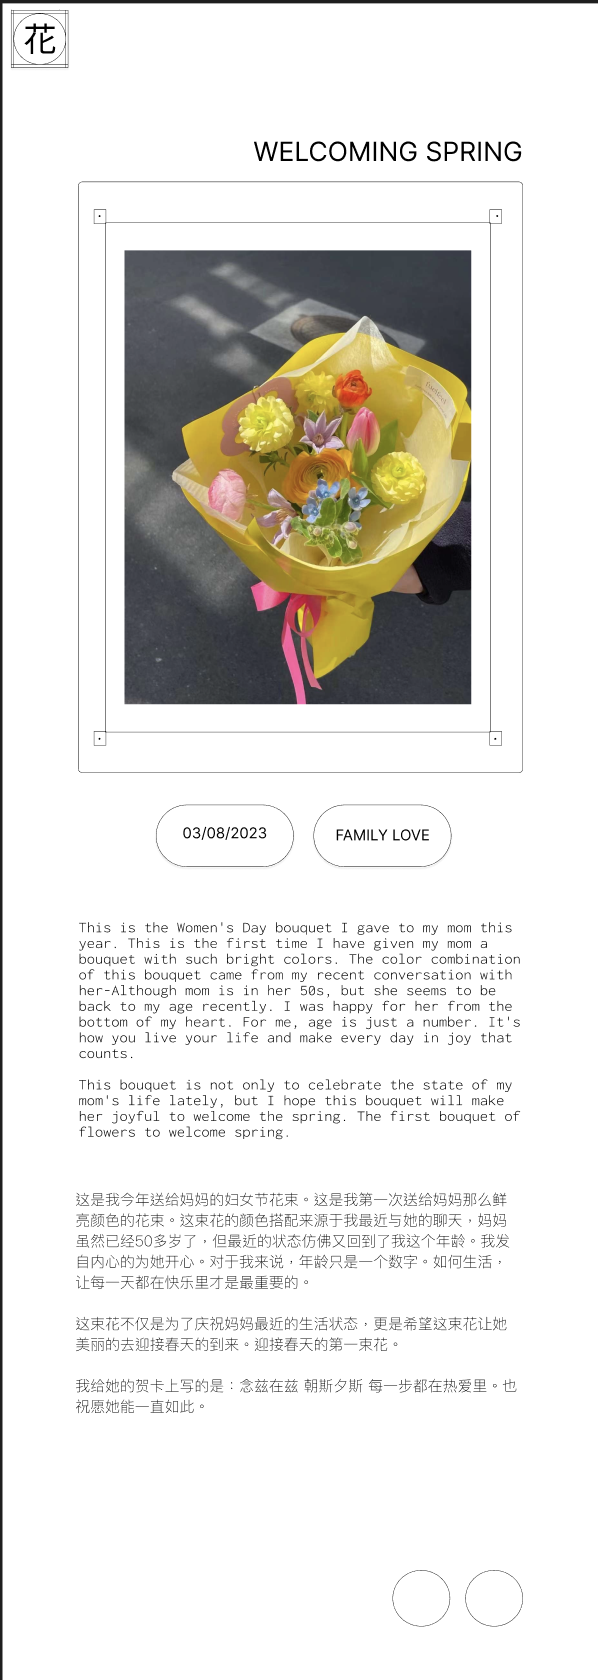 花
WELCOMING SPRING
03/08/2023
FAMILY LOVE
This is the Women's Day bouquet I gave to my mom this
year. This is the first time I have given my mom a
bouquet with such bright colors. The color combination
of this bouquet came from my recent conversation with
her-Although mom is in her 50s, but she seems to be
back to my age recently. I was happy for her from the
bottom of my heart. For me, age is just a number. It's
how you live your life and make every day in joy that
counts.
This bouquet is not only to celebrate the state of my
mom's life lately, but I hope this bouquet will make
her joyful to welcome the spring. The first bouquet of
flowers to welcome spring.
这是我今年送给妈妈的妇女节花束。这是我第一次送给妈妈那么鲜
亮颜色的花束。这束花的颜色搭配来源于我最近与她的聊天，妈妈
虽然已经50多岁了，但最近的状态仿佛又回到了我这个年龄。我发
自内心的为她开心。对于我来说，年龄只是一个数字。如何生活，
让每一天都在快乐里才是最重要的。
这束花不仅是为了庆祝妈妈最近的生活状态，更是希望这束花让她
美丽的去迎接春天的到来。迎接春天的第一束花。
我给她的贺卡上写的是：念兹在兹 朝斯夕斯 每一步都在热爱里。也
祝愿她能一直如此。